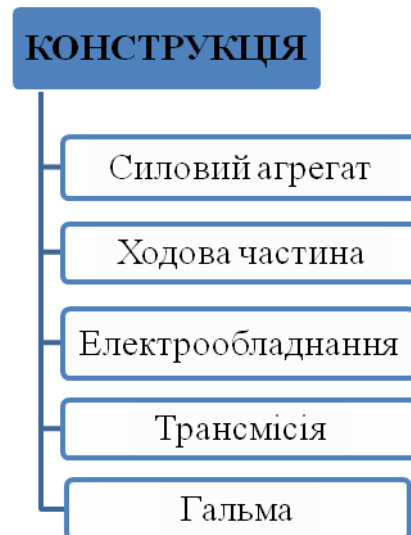 КОНСТРУКЦІЯ
Силовий агрегат
Ходова частина
Електрообладнання
Трансмісія
Гальма